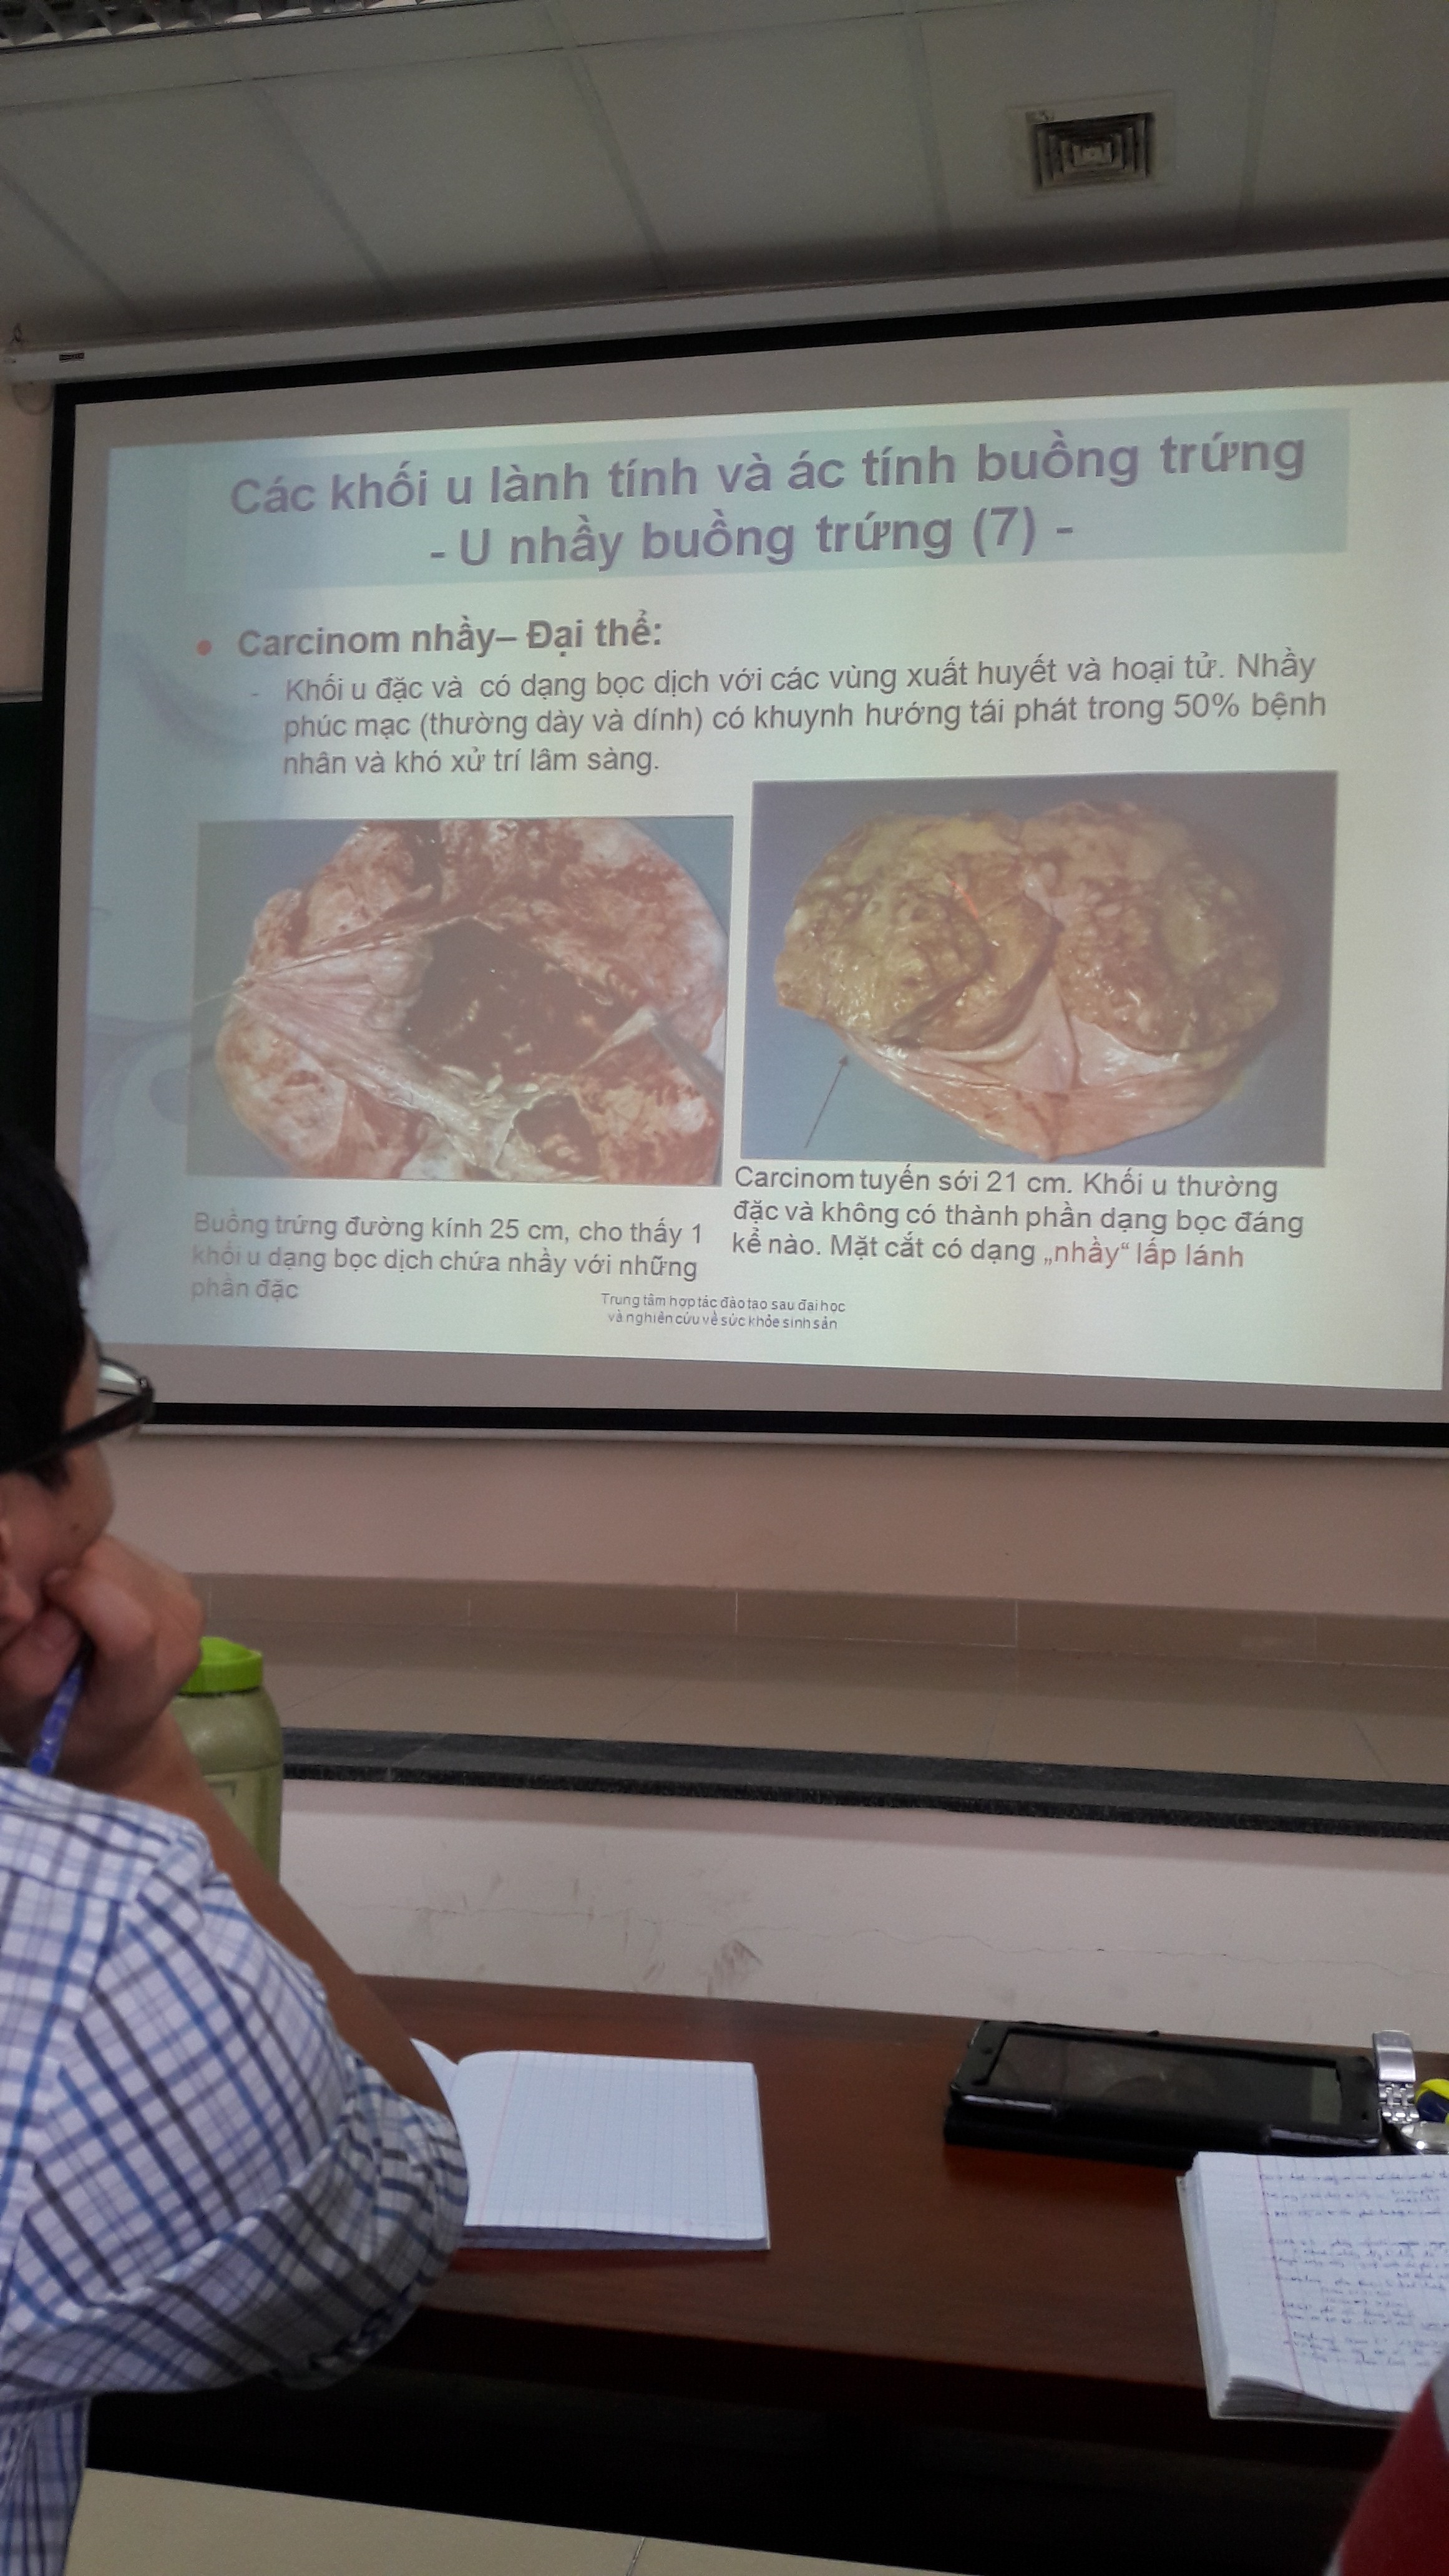 Các khối u lành tính và ác tính buồng trứng
- U nhầy buồng trứng (7) -
• Carcinom nhầy– Đại thể:
- Khối u đặc và có dạng bọc dịch với các vùng xuất huyết và hoại tử. Nhầy
phúc mạc (thường dày và dính) có khuynh hướng tái phát trong 50% bệnh
nhân và khó xử trí lâm sàng.
Buồng trứng đường kính 25 cm, cho thấy 1
khối u dạng bọc dịch chứa nhầy với những
phần đặc
Carcinom tuyến sới 21 cm. Khối u thường
đặc và không có thành phần dạng bọc đáng
kể nào. Mặt cắt có dạng „nhầy“ lấp lánh
Trung tâm hợp tác đào tạo sau đại học
và nghiên cứu về sức khỏe sinh sản